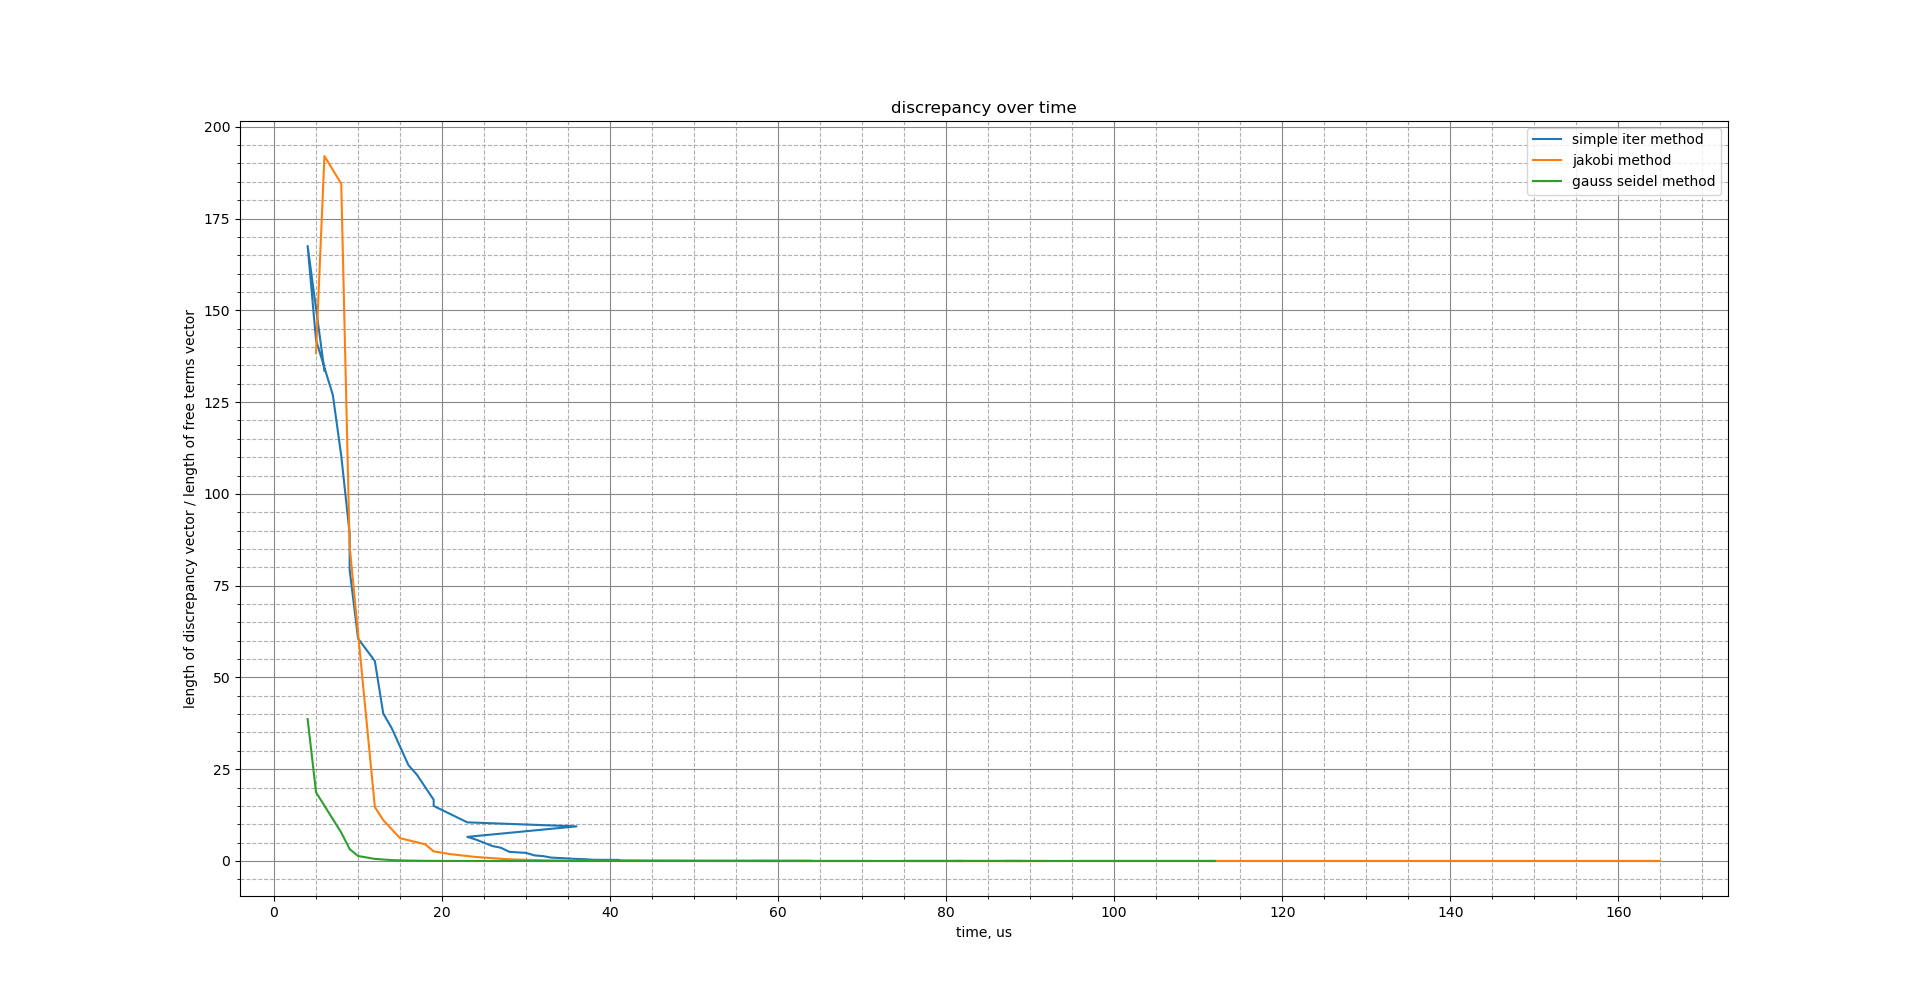 discrepancy over time
simple iter method
jakobi method
gauss seidel method
length of discrepancy vector / length of free terms vector
200
175
150
125
100
75
50
25
0
0 20 40 60 80 100 120 140 160
time, us